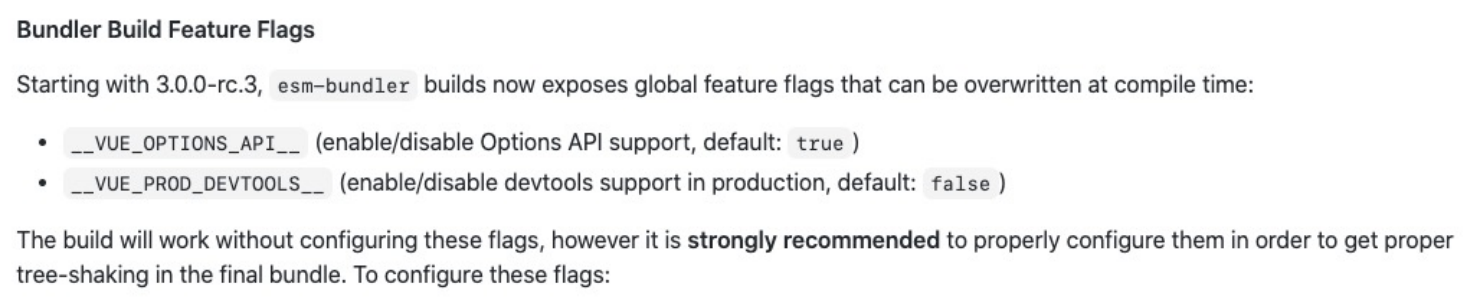 Bundler Build Feature Flags
Starting with 3.0.0-rc.3, esm-bundler builds now exposes global feature flags that can be overwritten at compile time:
• __VUE_OPTIONS_API__ (enable/disable Options API support, default: true )
• __VUE_PROD_DEVTOOLS__ (enable/disable devtools support in production, default: false )
The build will work without configuring these flags, however it is strongly recommended to properly configure them in order to get proper
tree-shaking in the final bundle. To configure these flags: